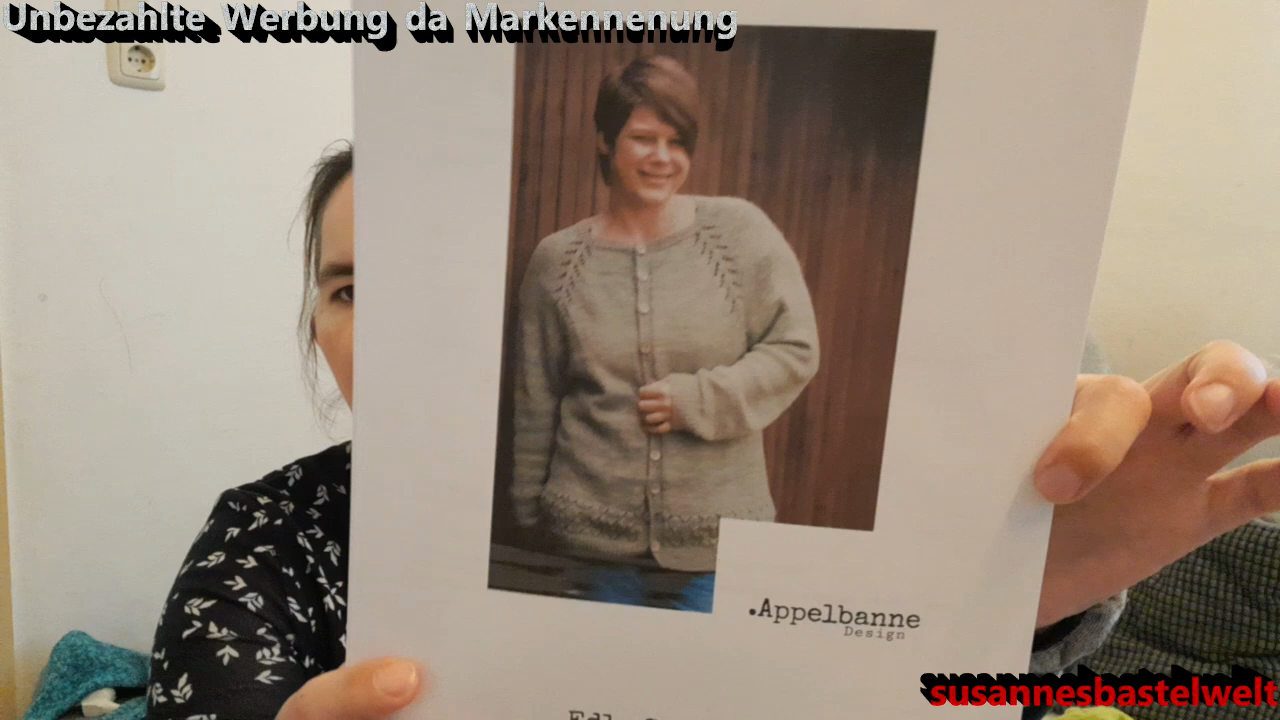 Unbezahlte Werbung da Markennenung
.Appelbanne
Design
susannesbastelwelt